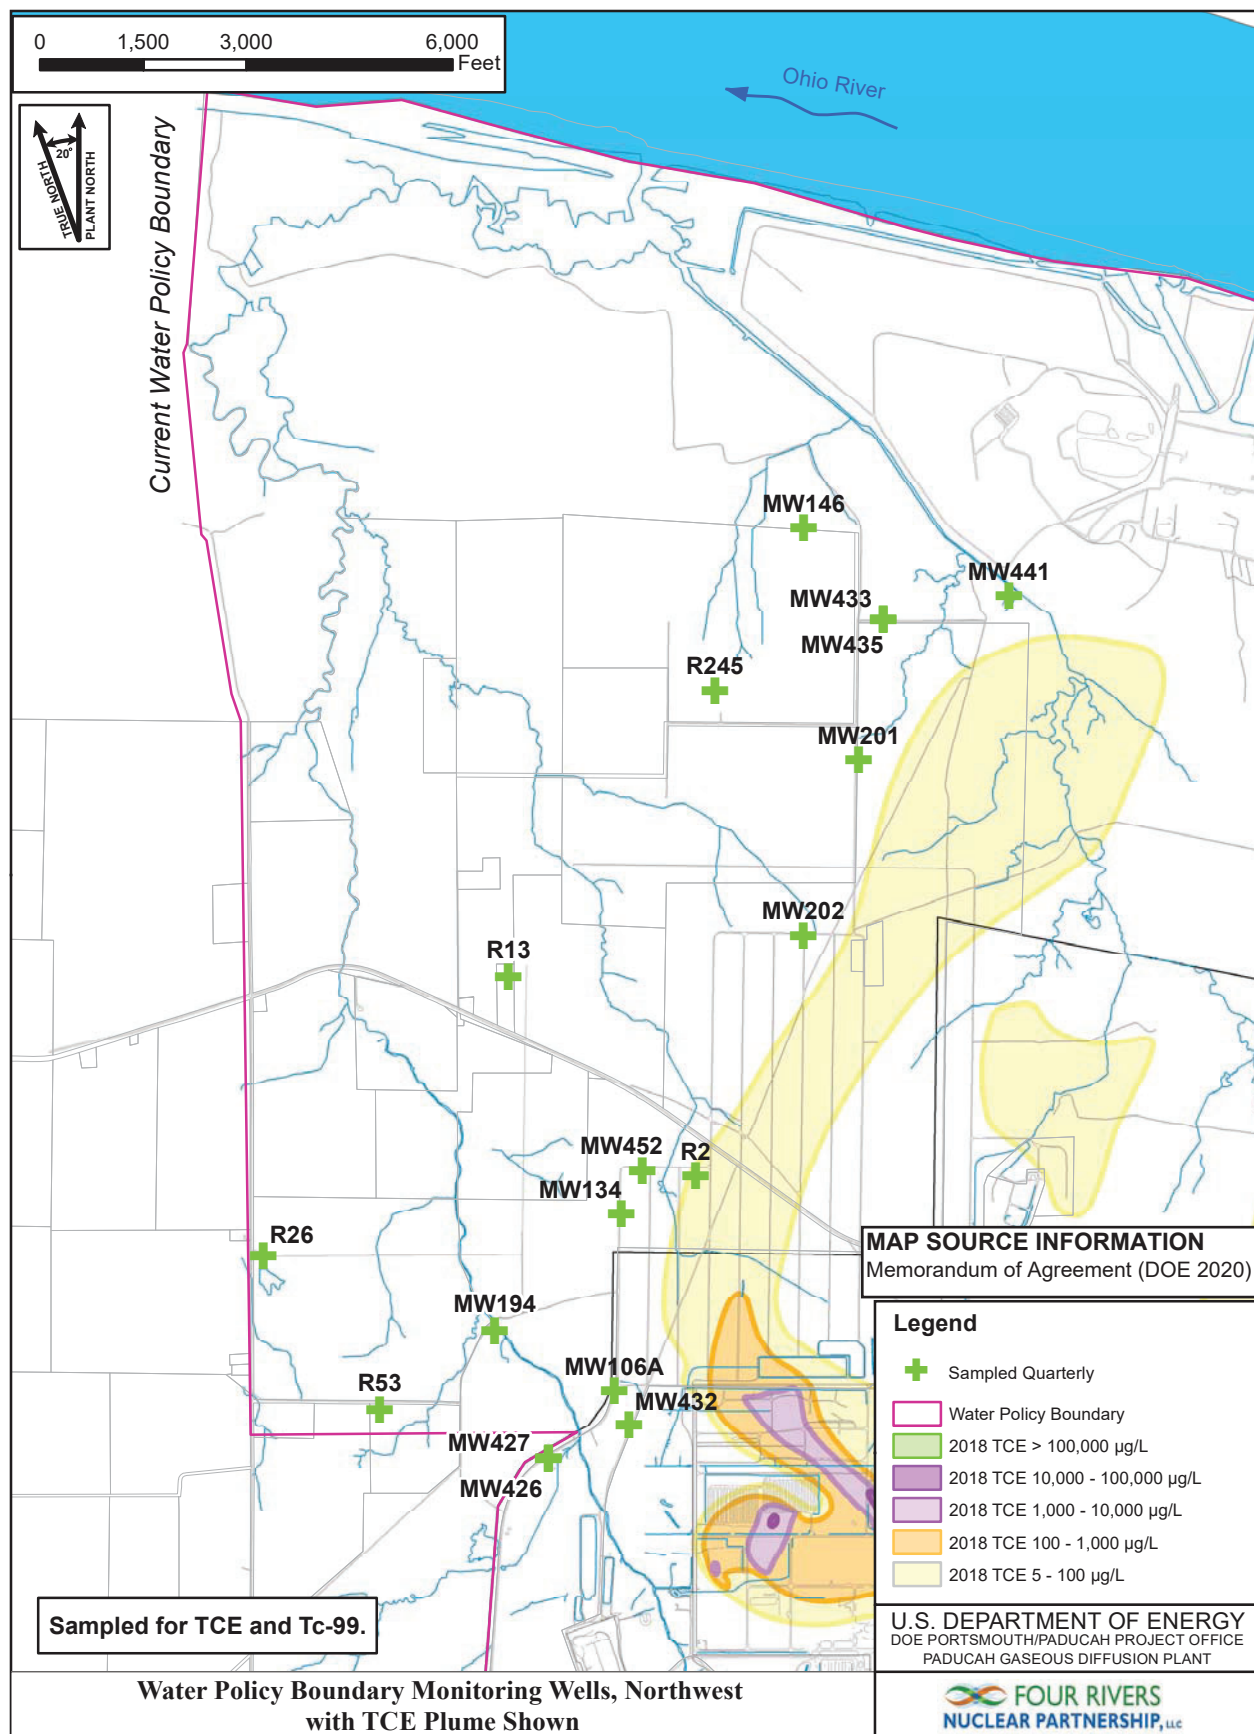 0 1,500 3,000 6,000
Feet
Ohio River
TRUE NORTH
20°
PLANT NORTH
Current Water Policy Boundary
MW146
MW441
MW433
MW435
R245
MW201
MW202
R13
MW452
R2
MW134
R26
MW194
MW106A
R53
MW432
MW427
MW426
MAP SOURCE INFORMATION
Memorandum of Agreement (DOE 2020)
Legend
Sampled Quarterly
Water Policy Boundary
2018 TCE > 100,000 µg/L
2018 TCE 10,000 - 100,000 µg/L
2018 TCE 1,000 - 10,000 µg/L
2018 TCE 100 - 1,000 µg/L
2018 TCE 5 - 100 µg/L
Sampled for TCE and Tc-99.
U.S. DEPARTMENT OF ENERGY
DOE PORTSMOUTH/PADUCAH PROJECT OFFICE
PADUCAH GASEOUS DIFFUSION PLANT
Water Policy Boundary Monitoring Wells, Northwest
with TCE Plume Shown
FOUR RIVERS
NUCLEAR PARTNERSHIP, LLC